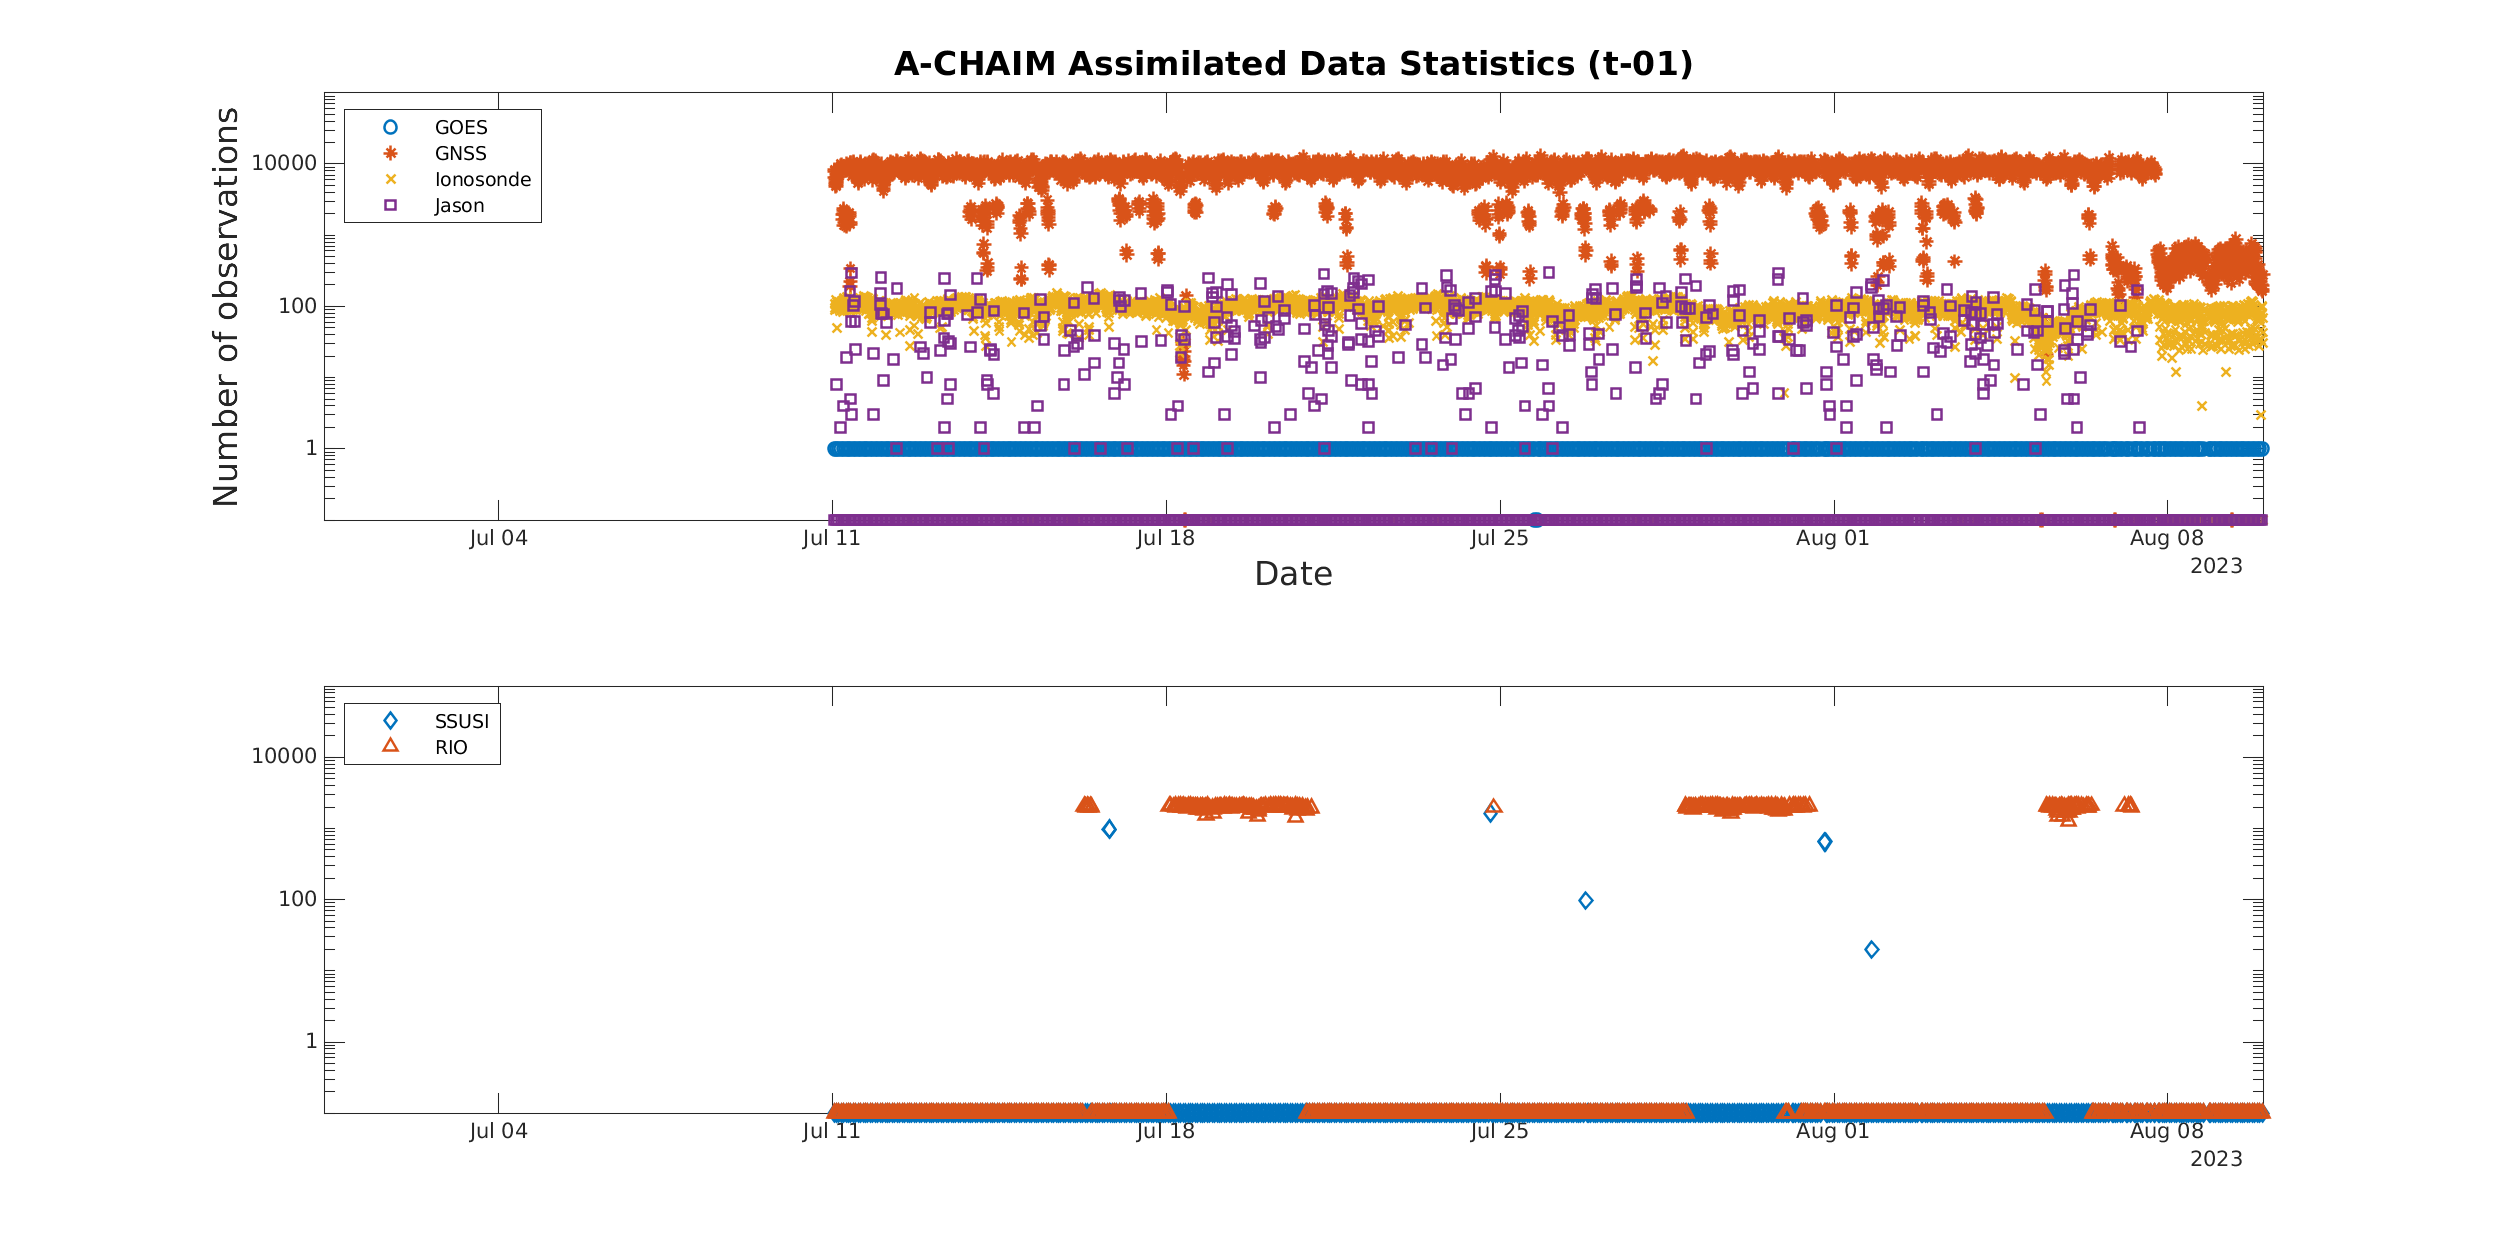 A-CHAIM Assimilated Data Statistics (t-01)
Number of observations
10000
100
1
GOES
GNSS
Ionosonde
Jason
Jul 04
Jul 11
Jul 18
Jul 25
Aug 01
Aug 08
2023
Date
10000
100
1
SSUSI
RIO
Jul 04
Jul 11
Jul 18
Jul 25
Aug 01
Aug 08
2023